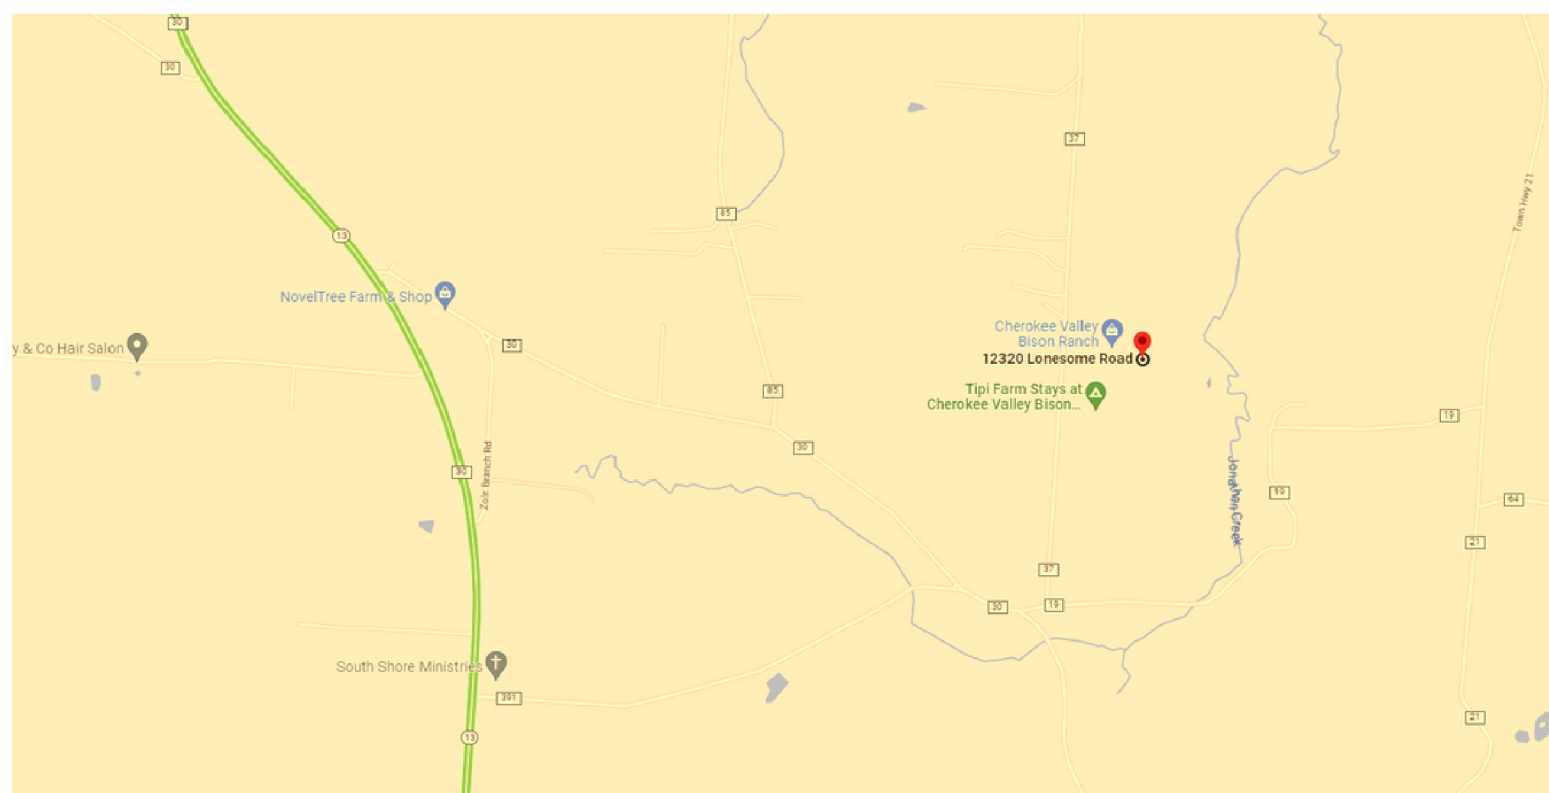 30
30
37
Town Hwy 21
85
13
NovelTree Farm & Shop
Cherokee Valley
Bison Ranch
30
y & Co Hair Salon
12320 Lonesome Road
85
Tipi Farm Stays at
Cherokee Valley Bison...
19
30
30
Zoie Branch Rd
Jonathan Creek
19
64
21
37
30
19
South Shore Ministries
391
21
13